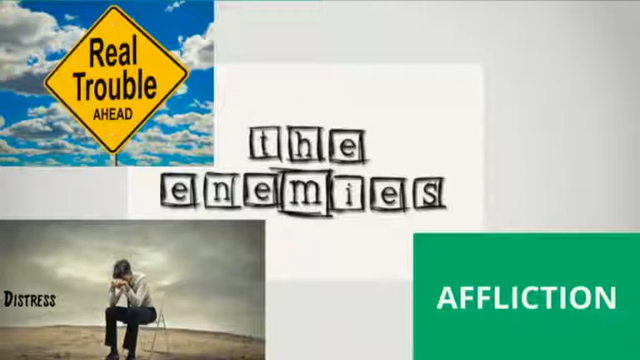 Real
Trouble
AHEAD
the
enemies
Distress
AFFLICTION